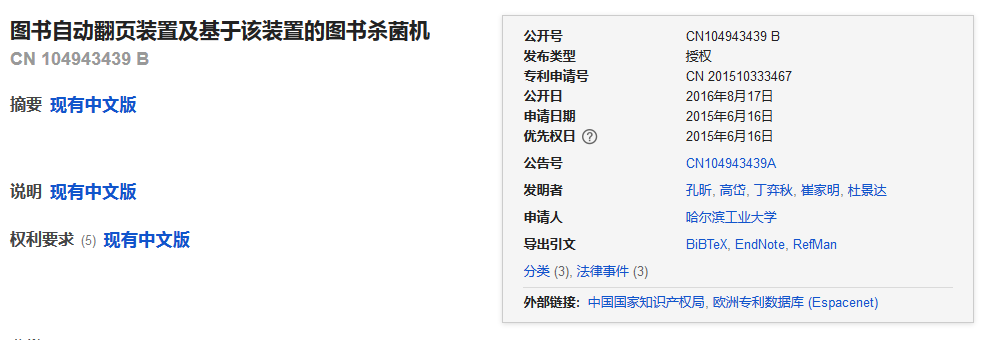 图书自动翻页装置及基于该装置的图书杀菌机
CN 104943439 B
摘要 现有中文版
说明 现有中文版
权利要求 (5) 现有中文版
公开号 CN104943439 B
发布类型 授权
专利申请号 CN 201510333467
公开日 2016年8月17日
申请日期 2015年6月16日
优先权日 ? 2015年6月16日
公告号 CN104943439A
发明者 孔昕, 高岱, 丁弈秋, 崔家明, 杜景达
申请人 哈尔滨工业大学
导出引文 BiBTeX, EndNote, RefMan
分类 (3), 法律事件 (3)
外部链接: 中国国家知识产权局, 欧洲专利数据库 (Espacenet)